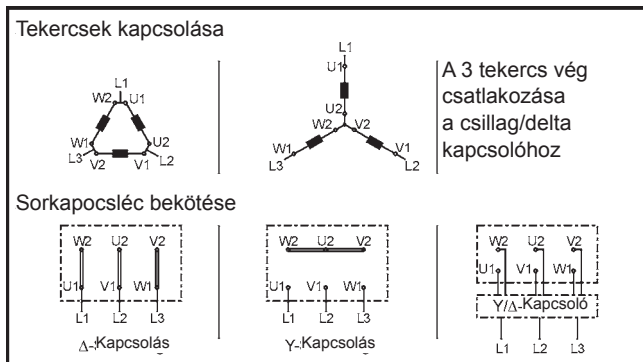 Tekercsek kapcsolása
L1
W2 U1
W1 U2
L3 V2 V1 L2
L1
U1
U2
W2 V2
W1 V1
L3 L2
A 3 tekercs vég
csatlakozása
a csillag/delta
kapcsolóhoz
Sorkapocsléc bekötése
W2 U2 V2
U1 V1 W1
L1 L2 L3
Δ-Kapcsolás
W2 U2 V2
U1 V1 W1
L1 L2 L3
Y-Kapcsolás
W2 U2 V2
U1 V1 W1
Y/Δ-Kapcsoló
L1 L2 L3